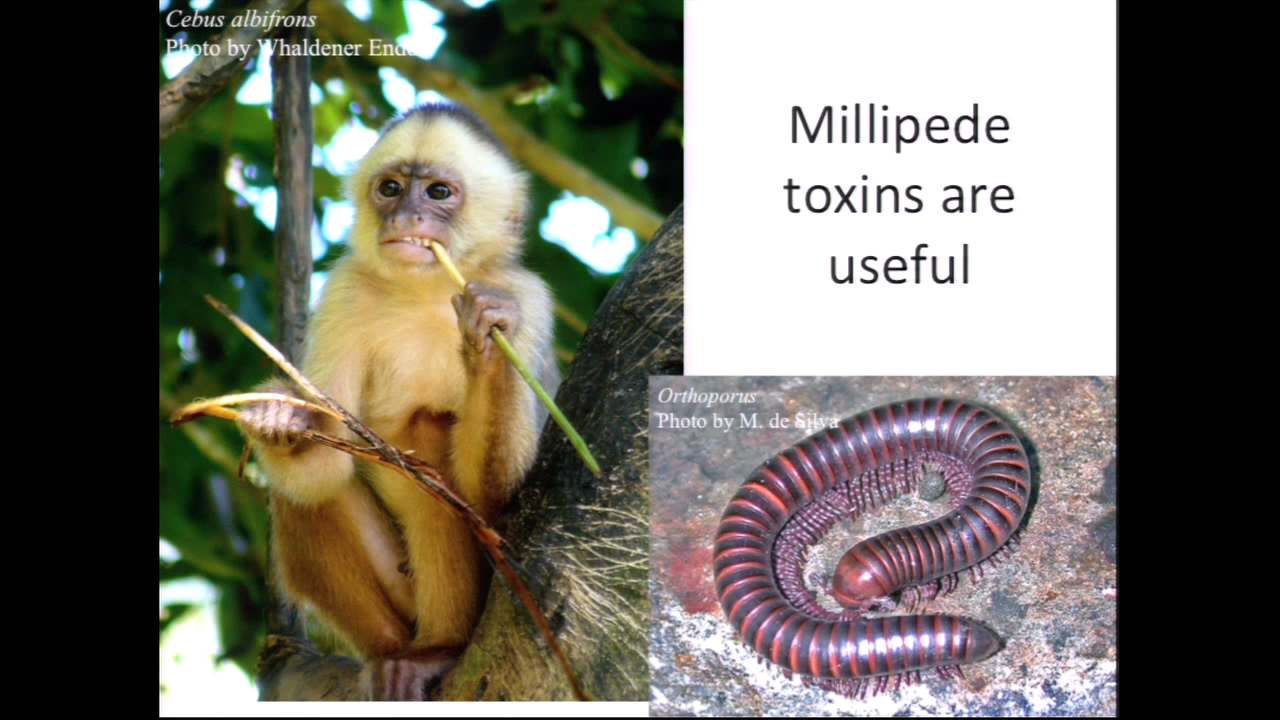 Cebus albifrons
Photo by Whaldener
Millipede
toxins are
useful
Orthoporus
Photo by M. de Silva